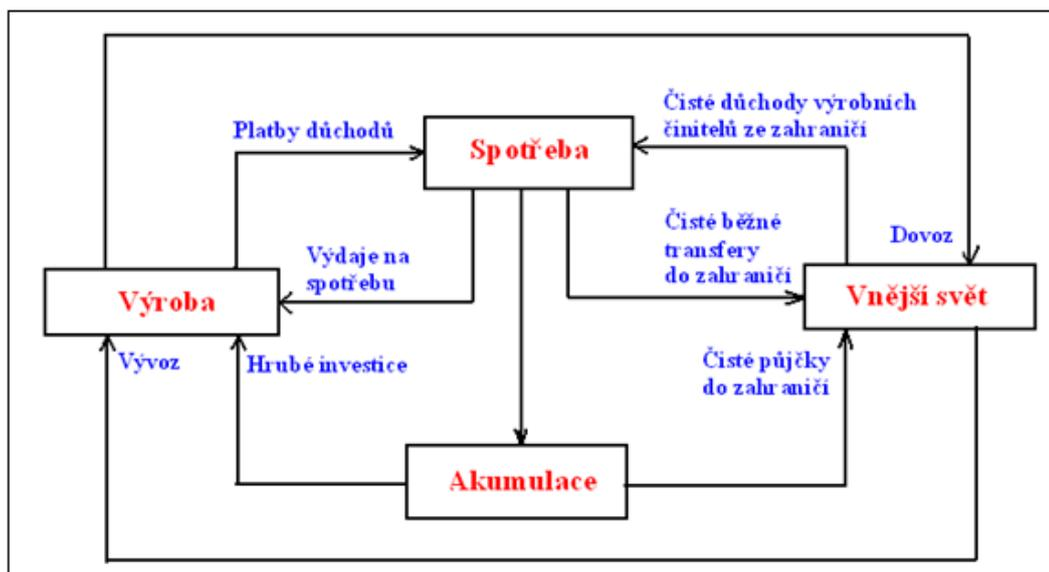 Čisté důchody výrobních
činitelů ze zahraničí
Platby důchodů
Spotřeba
Čisté běžné
transfery
do zahraničí
Dovoz
Výdaje na
spotřebu
Výroba
Vnější svět
Vývoz
Hrubé investice
Čisté půjčky
do zahraničí
Akumulace